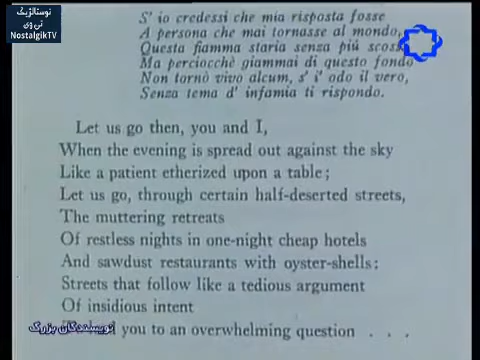 نوستالژیک
تی وی
NostalgikTV
S' io credessi che mia risposta fosse
A persona che mai tornasse al mondo,
Questa fiamma staria senza più
Ma perciocchè giammai di questo fondo
Non tornò vivo alcum, s' i' odo il vero,
Senza tema d' infamia ti rispondo.
Let us go then, you and I,
When the evening is spread out against the sky
Like a patient etherized upon a table;
Let us go, through certain half-deserted streets,
The muttering retreats
Of restless nights in one-night cheap hotels
And sawdust restaurants with oyster-shells:
Streets that follow like a tedious argument
Of insidious intent
you to an overwhelming question . . .
نویسندگان بزرگ